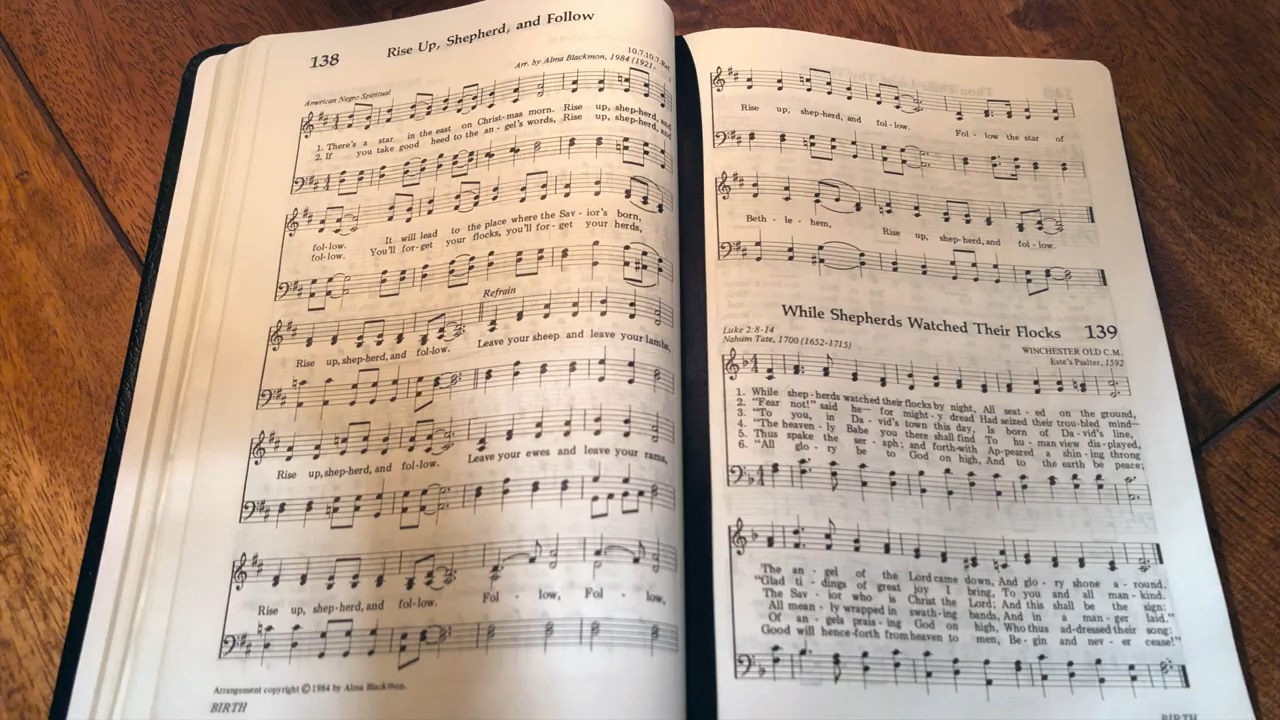 138
Rise Up, Shepherd, and Follow
10.7.10.7.
Arr. by Alma Blackmon, 1984 (1921-
American Negro Spiritual
1. There's a star in the east on Christ-mas morn. Rise up, shep-herd, and
2. If you take good heed to the an-gel's words, Rise up, shep-herd, and
fol-low. It will lead to the place where the Sav-ior's born,
fol-low. You'll for-get your flocks, you'll for-get your herds,
Refrain
Rise up, shep-herd, and fol-low. Leave your sheep and leave your lambs,
Rise up, shep-herd, and fol-low. Leave your ewes and leave your rams,
Rise up, shep-herd, and fol-low. Fol - low, Fol - low,
Arrangement copyright © 1984 by Alma Blackmon.
BIRTH
Rise up, shep-herd, and fol-low. Fol - low the star of
Beth - le - hem, Rise up, shep-herd, and fol-low.
While Shepherds Watched Their Flocks 139
Luke 2:8-14
Nahum Tate, 1700 (1652-1715)
WINCHESTER OLD C.M.
Este's Psalter, 1592
1. While shep-herds watched their flocks by night, All seat - ed on the ground,
2. "Fear not!" said he— for might-y dread Had seized their trou-bled mind—
3. "To you, in Da - vid's town this day, Is born of Da-vid's line,
4. "The heaven - ly Babe you there shall find To hu - man view dis-played,
5. Thus spake the ser - aph; and forth-with Ap-peared a shin - ing throng
6. "All glo - ry be to God on high, And to the earth be peace;
The an - gel of the Lord came down, And glo - ry shone a - round.
"Glad ti - dings of great joy I bring, To you and all man - kind.
The Sav - ior who is Christ the Lord; And this shall be the sign:
All mean - ly wrapped in swath-ing bands, And in a man - ger laid."
Of an - gels prais - ing God on high, Who thus ad-dressed their song:
Good will hence-forth from heaven to men, Be - gin and nev - er cease!"
BIRTH